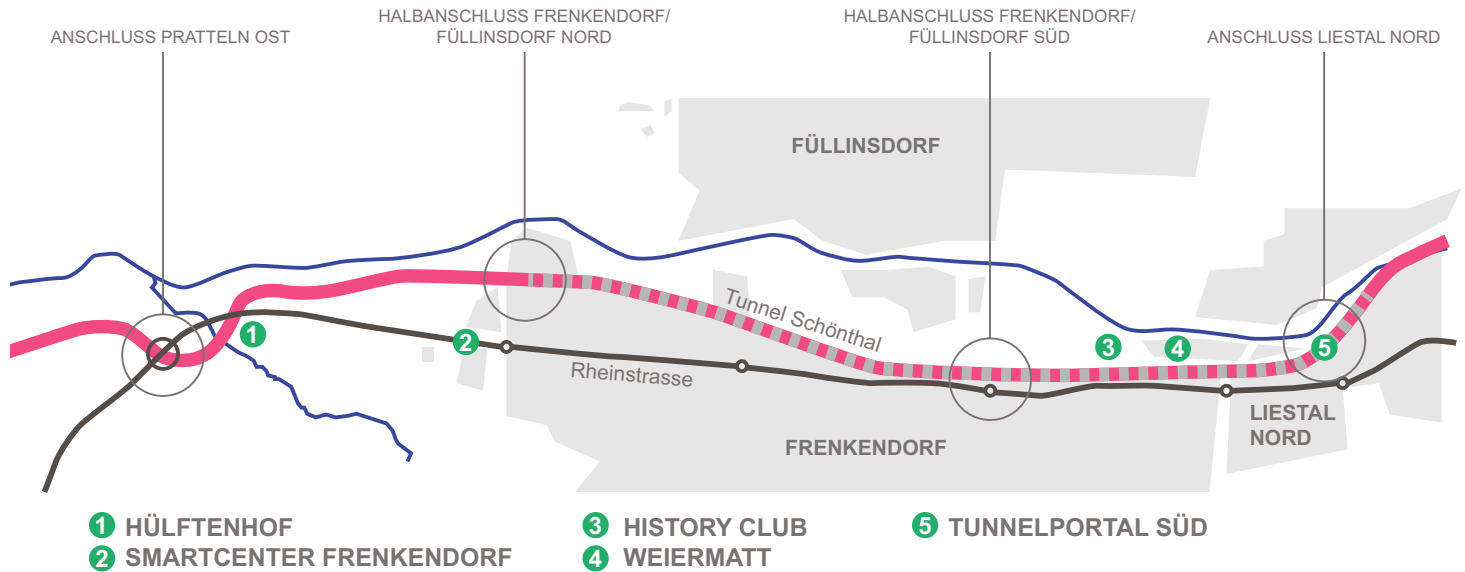 HALBANSCHLUSS FRENKENDORF/
FÜLLINSDORF NORD
HALBANSCHLUSS FRENKENDORF/
FÜLLINSDORF SÜD
ANSCHLUSS PRATTELN OST
ANSCHLUSS LIESTAL NORD
FÜLLINSDORF
Tunnel Schönthal
1
2
3
4
5
Rheinstrasse
FRENKENDORF
LIESTAL
NORD
1 HÜLFTENHOF
2 SMARTCENTER FRENKENDORF
3 HISTORY CLUB
4 WEIERMATT
5 TUNNELPORTAL SÜD